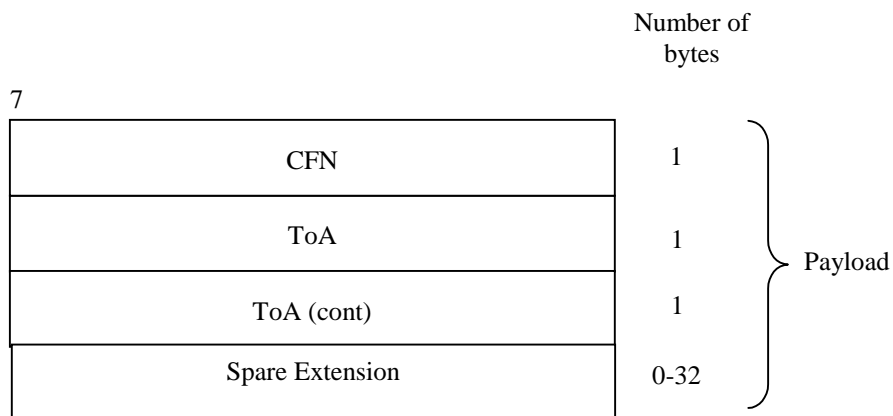 Number of
bytes
7
CFN
1
ToA
1
ToA (cont)
1
Payload
Spare Extension
0-32